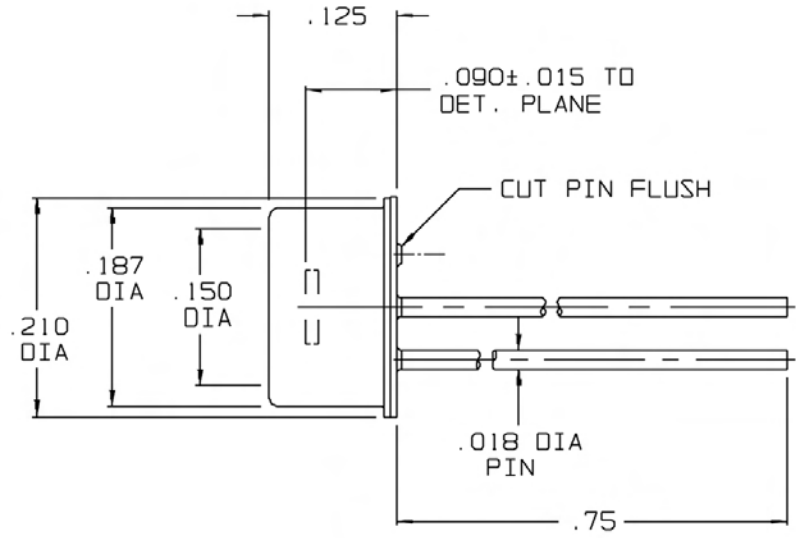 .125
.090±.015 TO
DET. PLANE
CUT PIN FLUSH
.187
DIA
.150
DIA
.210
DIA
.018 DIA
PIN
.75